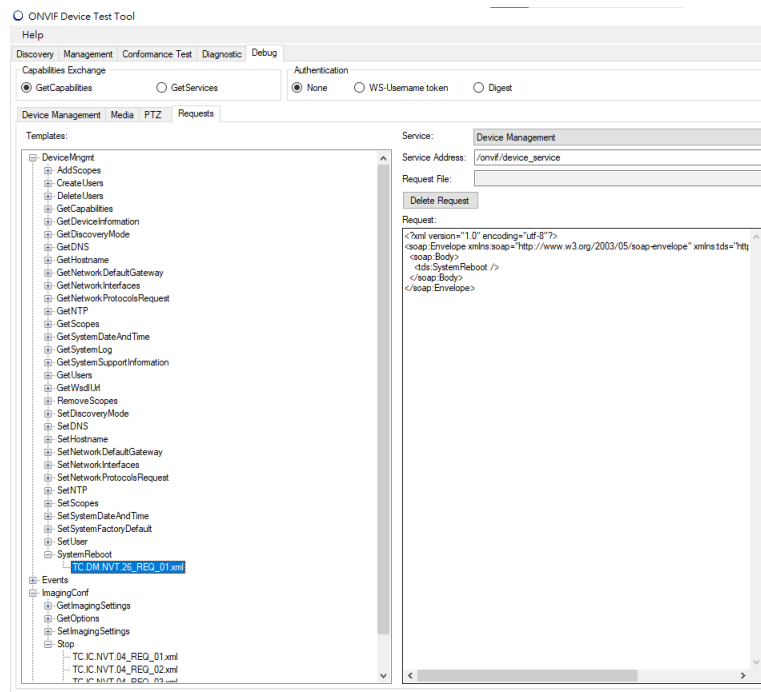 ONVIF Device Test Tool
Help
Discovery Management Conformance Test Diagnostic Debug
Capabilities Exchange
GetCapabilities GetServices
Authentication
None WS-Username token Digest
Device Management Media PTZ Requests
Templates:
DeviceMngmt
AddScopes
CreateUsers
DeleteUsers
GetCapabilities
GetDeviceInformation
GetDiscoveryMode
GetDNS
GetHostname
GetNetworkDefaultGateway
GetNetworkInterfaces
GetNetworkProtocolsRequest
GetNTP
GetScopes
GetSystemDateAndTime
GetSystemLog
GetSystemSupportInformation
GetUsers
GetWsdlUrl
RemoveScopes
SetDiscoveryMode
SetDNS
SetHostname
SetNetworkDefaultGateway
SetNetworkInterfaces
SetNetworkProtocolsRequest
SetNTP
SetScopes
SetSystemDateAndTime
SetSystemFactoryDefault
SetUser
SystemReboot
TC.DM.NVT.26_REQ_01.xml
Events
ImagingConf
GetImagingSettings
GetOptions
SetImagingSettings
Stop
TC.IC.NVT.04_REQ_01.xml
TC.IC.NVT.04_REQ_02.xml
TC.IC.NVT.04_REQ_03.xml
Service: Device Management
Service Address: /onvif/device_service
Request File:
Delete Request
Request:
<?xml version="1.0" encoding="utf-8"?>
<soap:Envelope xmlns:soap="http://www.w3.org/2003/05/soap-envelope" xmlns:tds="http
<soap:Body>
<tds:SystemReboot />
</soap:Body>
</soap:Envelope>